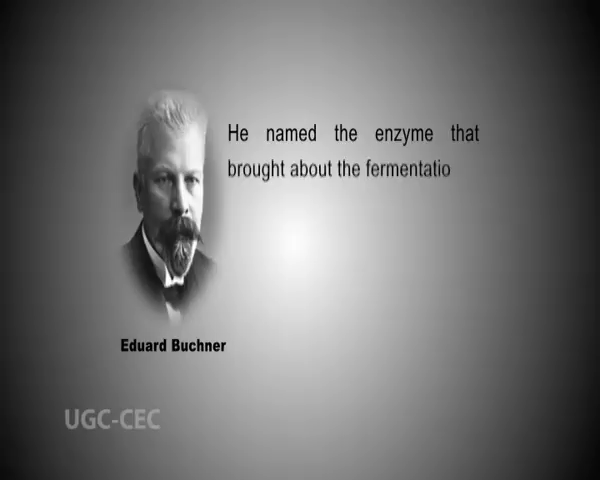 He named the enzyme that
brought about the fermentatio
Eduard Buchner
UGC-CEC